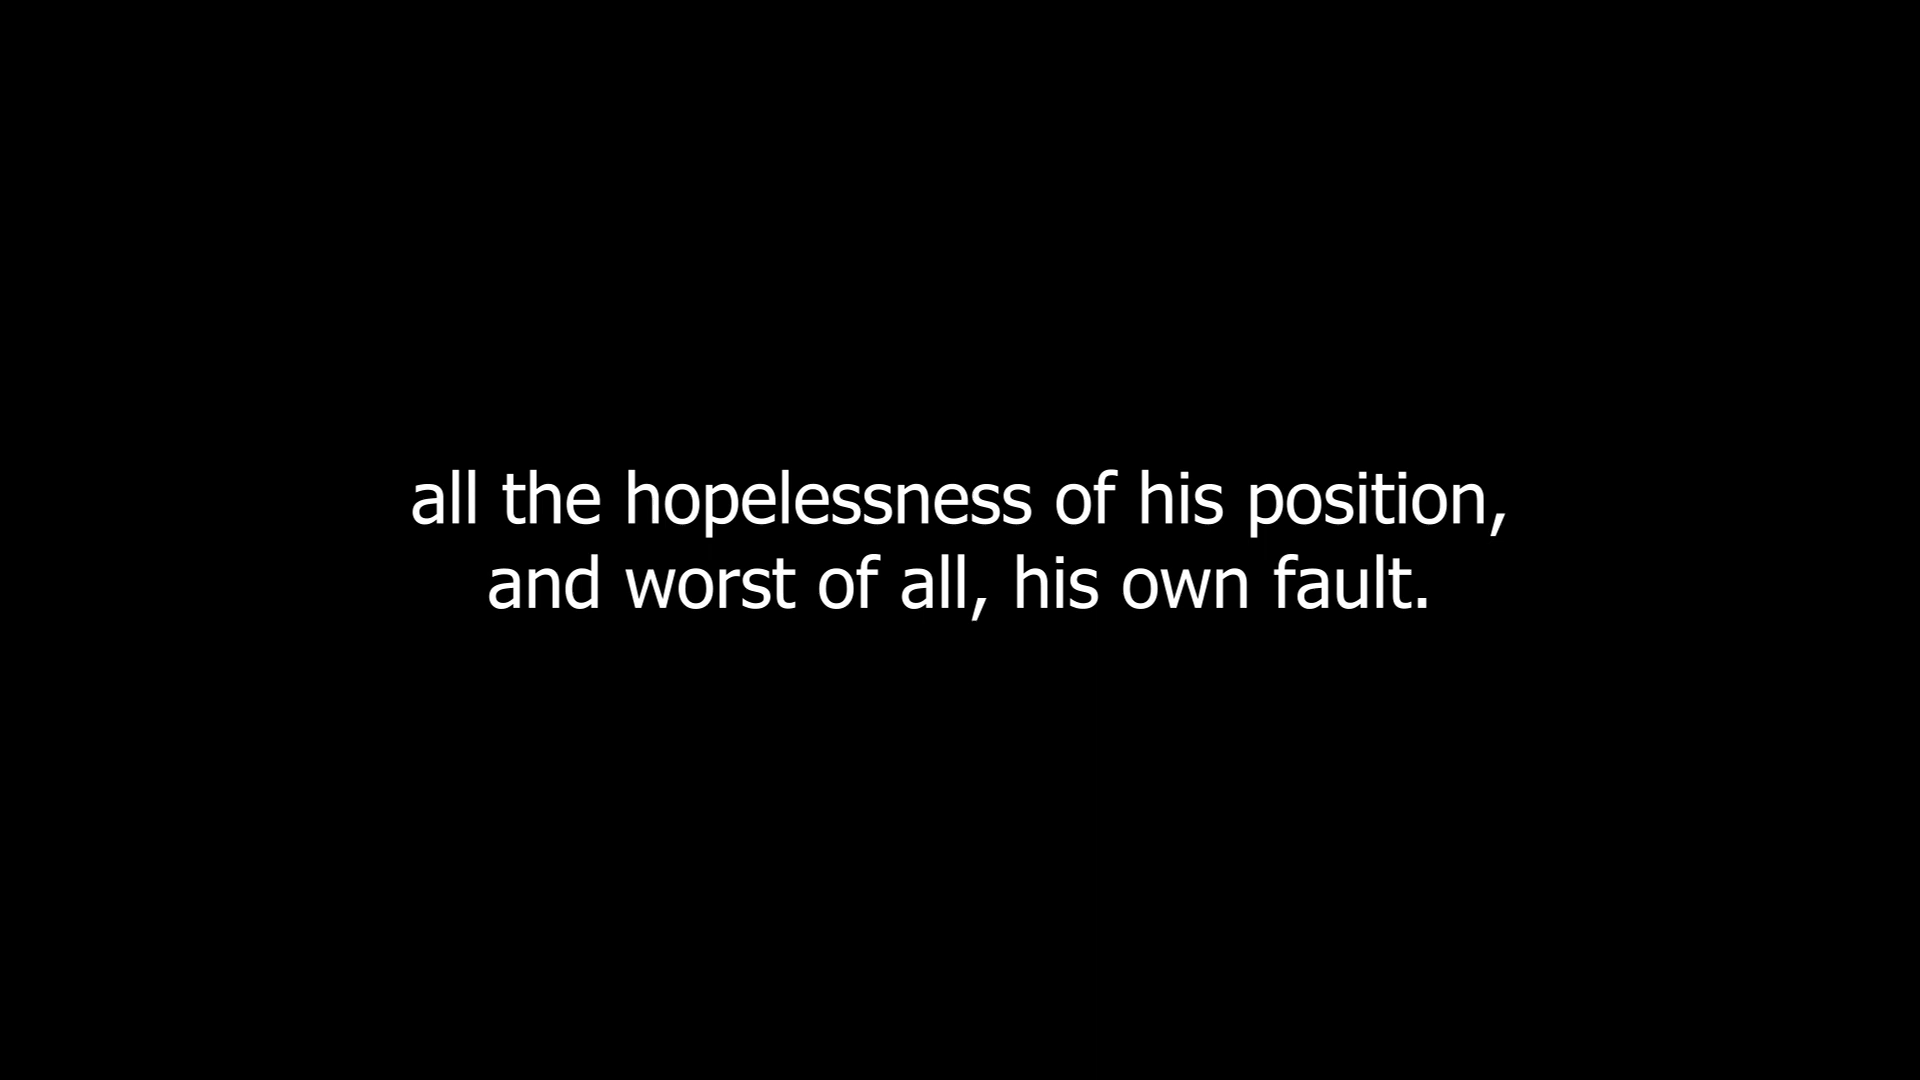 all the hopelessness of his position,
and worst of all, his own fault.